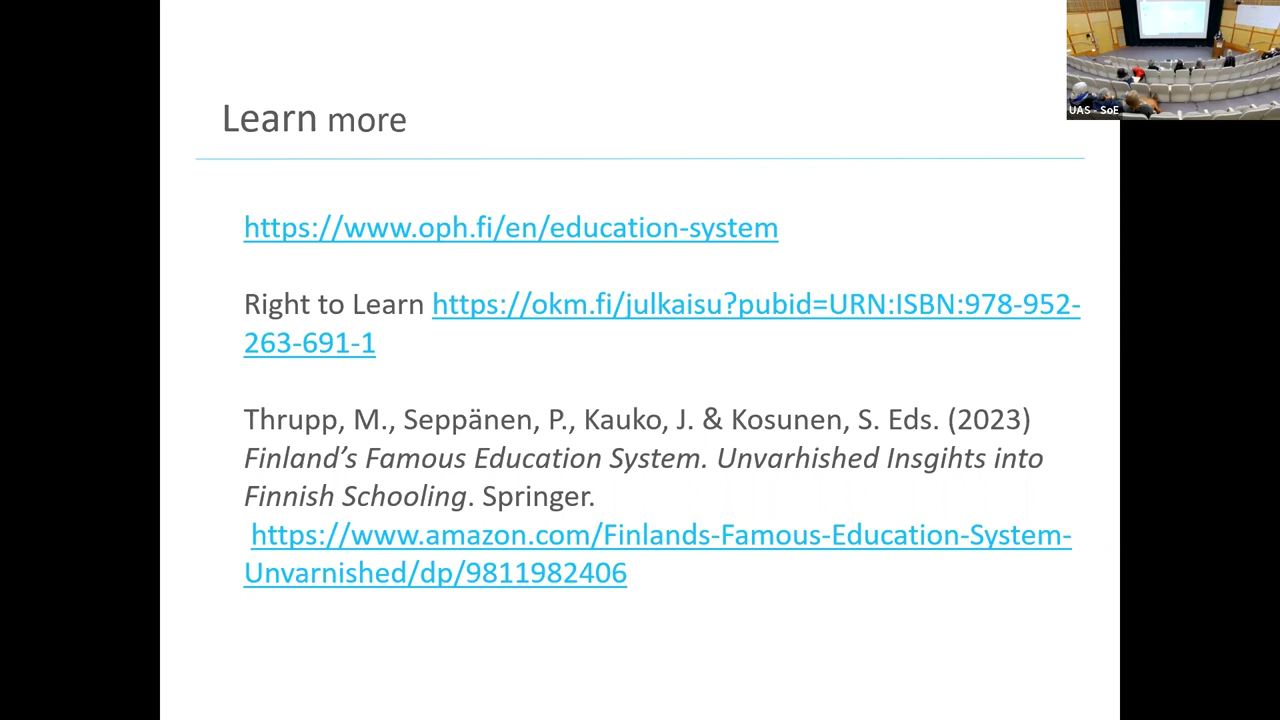 UAS - SoE
Learn more
https://www.oph.fi/en/education-system
Right to Learn https://okm.fi/julkaisu?pubid=URN:ISBN:978-952-
263-691-1
Thrupp, M., Seppänen, P., Kauko, J. & Kosunen, S. Eds. (2023)
Finland’s Famous Education System. Unvarhished Insgihts into
Finnish Schooling. Springer.
https://www.amazon.com/Finlands-Famous-Education-System-
Unvarnished/dp/9811982406